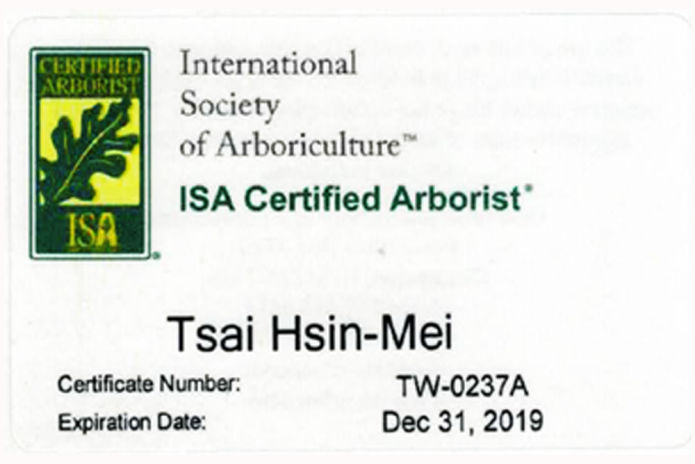 CERTIFIED
ARBORIST
ISA
®
International
Society
of Arboriculture™
ISA Certified Arborist®
Tsai Hsin-Mei
Certificate Number: TW-0237A
Expiration Date: Dec 31, 2019